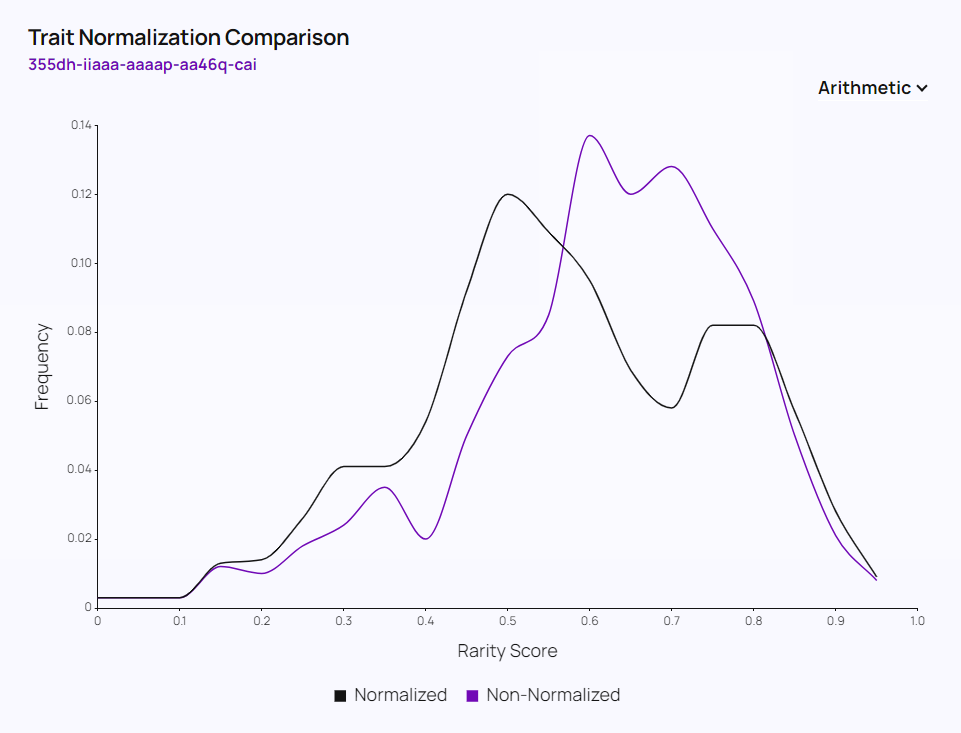 Trait Normalization Comparison
355dh-iiaaa-aaaap-aa46q-cai
Arithmetic
0.14
0.12
0.10
0.08
0.06
0.04
0.02
0
Frequency
0 0.1 0.2 0.3 0.4 0.5 0.6 0.7 0.8 0.9 1.0
Rarity Score
Normalized Non-Normalized